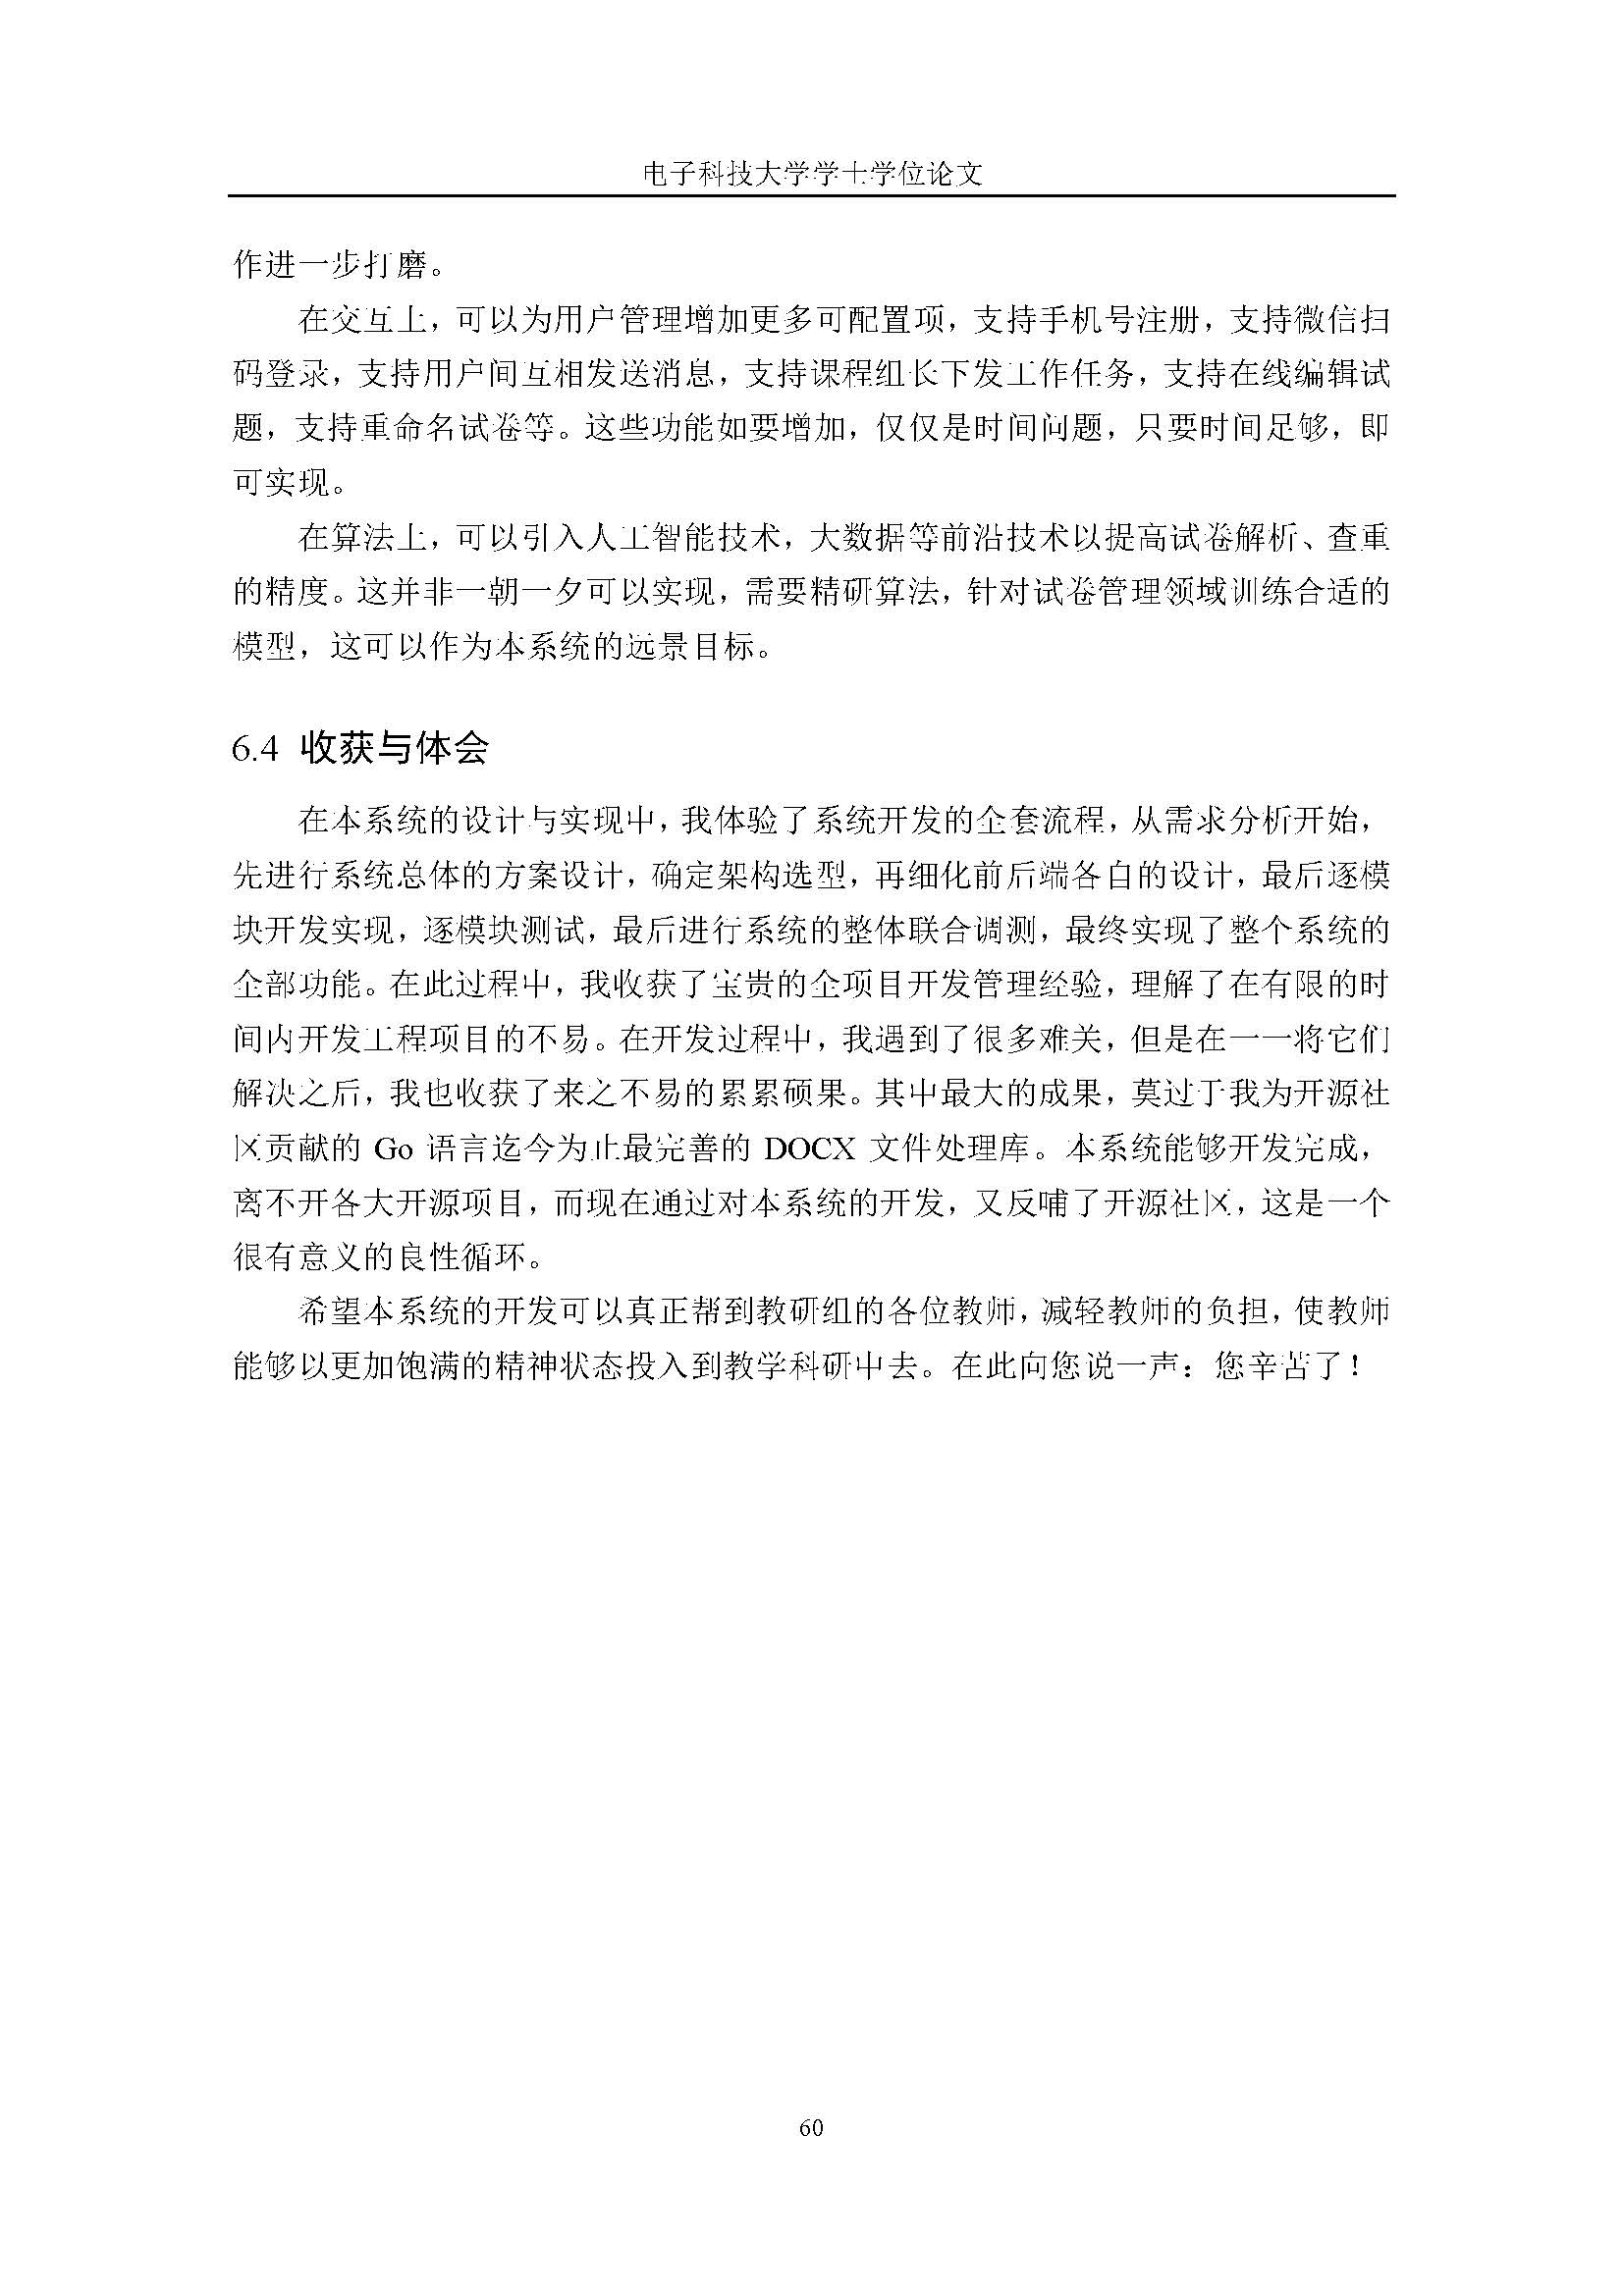 电子科技大学学士学位论文
作进一步打磨。
在交互上，可以为用户管理增加更多可配置项，支持手机号注册，支持微信扫
码登录，支持用户间互相发送消息，支持课程组长下发工作任务，支持在线编辑试
题，支持重命名试卷等。这些功能如要增加，仅仅是时间问题，只要时间足够，即
可实现。
在算法上，可以引入人工智能技术，大数据等前沿技术以提高试卷解析、查重
的精度。这并非一朝一夕可以实现，需要精研算法，针对试卷管理领域训练合适的
模型，这可以作为本系统的远景目标。
6.4 收获与体会
在本系统的设计与实现中，我体验了系统开发的全套流程，从需求分析开始，
先进行系统总体的方案设计，确定架构选型，再细化前后端各自的设计，最后逐模
块开发实现，逐模块测试，最后进行系统的整体联合调测，最终实现了整个系统的
全部功能。在此过程中，我收获了宝贵的全项目开发管理经验，理解了在有限的时
间内开发工程项目的不易。在开发过程中，我遇到了很多难关，但是在一一将它们
解决之后，我也收获了来之不易的累累硕果。其中最大的成果，莫过于我为开源社
区贡献的 Go 语言迄今为止最完善的 DOCX 文件处理库。本系统能够开发完成，
离不开各大开源项目，而现在通过对本系统的开发，又反哺了开源社区，这是一个
很有意义的良性循环。
希望本系统的开发可以真正帮到教研组的各位教师，减轻教师的负担，使教师
能够以更加饱满的精神状态投入到教学科研中去。在此向您说一声：您辛苦了！
60